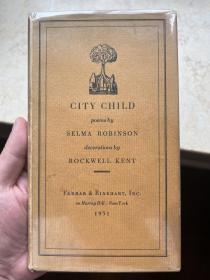 CITY CHILD
poems by
SELMA ROBINSON
decorations by
ROCKWELL KENT
FARRAR & RINEHART, INC.
on Murray Hill : New York
1931